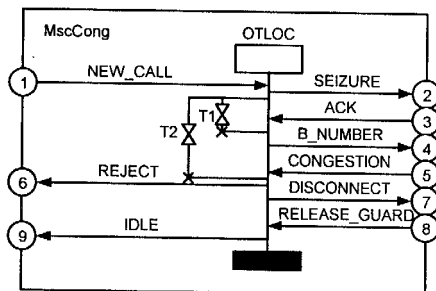 MscCong
OTLOC
1
NEW_CALL
SEIZURE
2
T1
ACK
3
T2
B_NUMBER
4
CONGESTION
5
REJECT
6
DISCONNECT
7
RELEASE_GUARD
8
IDLE
9